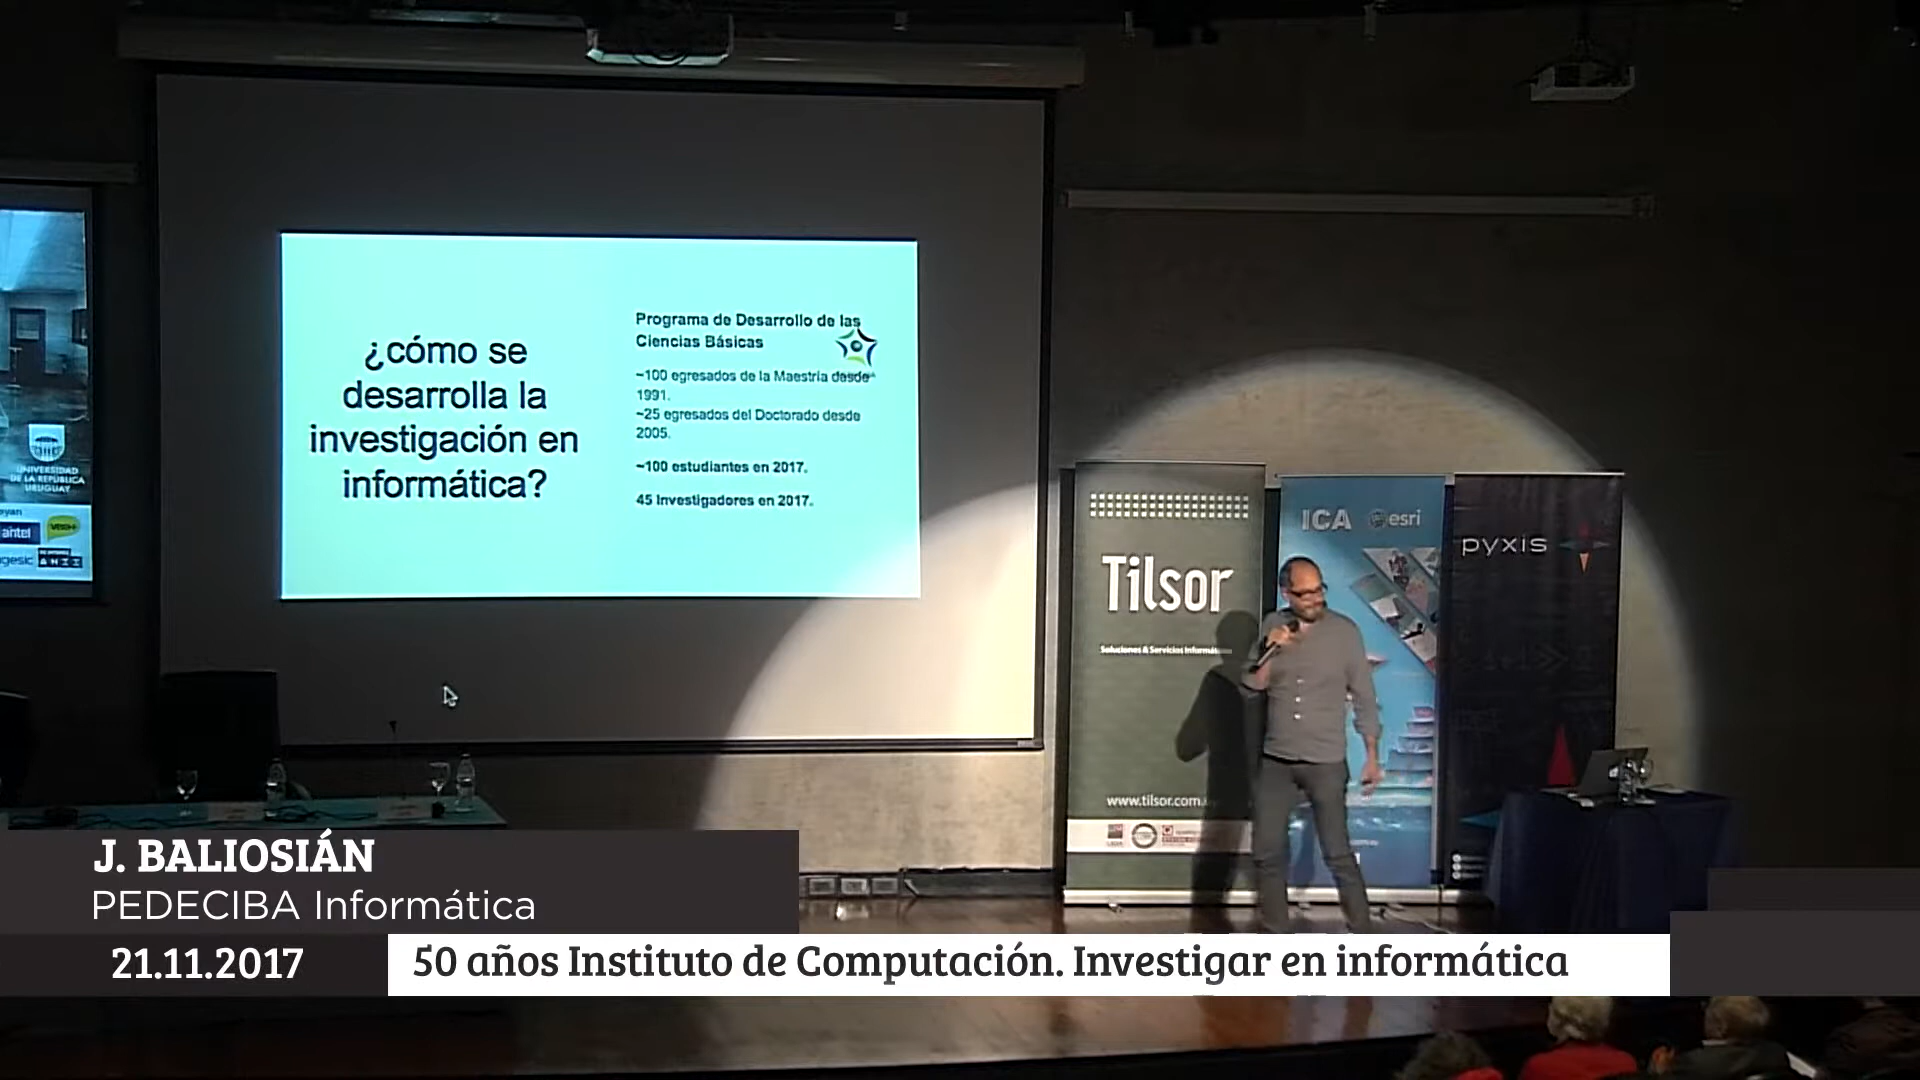 ¿cómo se
desarrolla la
investigación en
informática?
Programa de Desarrollo de las
Ciencias Básicas
~100 egresados de la Maestría desde
1991.
~25 egresados del Doctorado desde
2005.
~100 estudiantes en 2017.
45 Investigadores en 2017.
UNIVERSIDAD
DE LA REPÚBLICA
URUGUAY
antel
ANII
Tilsor
Soluciones & Servicios
www.tilsor.com
ICA
esri
pyxis
J. BALIOSIÁN
PEDECIBA Informática
21.11.2017
50 años Instituto de Computación. Investigar en informática